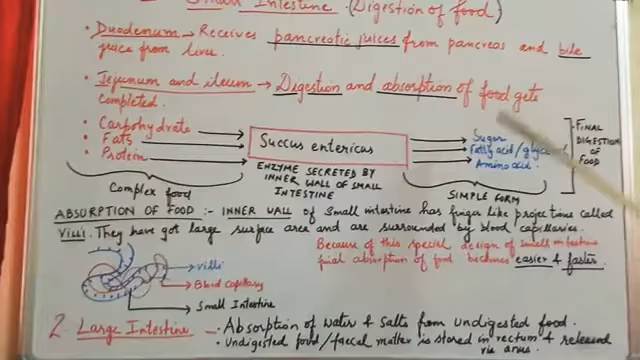 Small Intestine (Digestion of food)
• Duodenum → Receives pancreatic juices from pancreas and bile
juice from liver.
• Jejunum and ileum → Digestion and absorption of food gets
completed.
• Carbohydrate
• Fats
• Protein
Complex food
Succus entericus
ENZYME SECRETED BY
INNER WALL OF SMALL
INTESTINE
Sugar
Fatty acid/
Amino acid.
SIMPLE FORM
FINAL
DIGESTION
OF
FOOD
ABSORPTION OF FOOD :- INNER WALL of Small intestine has finger like projections called
Villi. They have got large surface area and are surrounded by blood capillaries.
Because of this special design of small intestine
final absorption of food becomes easier & faster.
villi
Blood Capillary
Small Intestine
2. Large Intestine - • Absorption of water & salts from undigested food.
• Undigested food/faecal matter is stored in rectum & released
via anus.